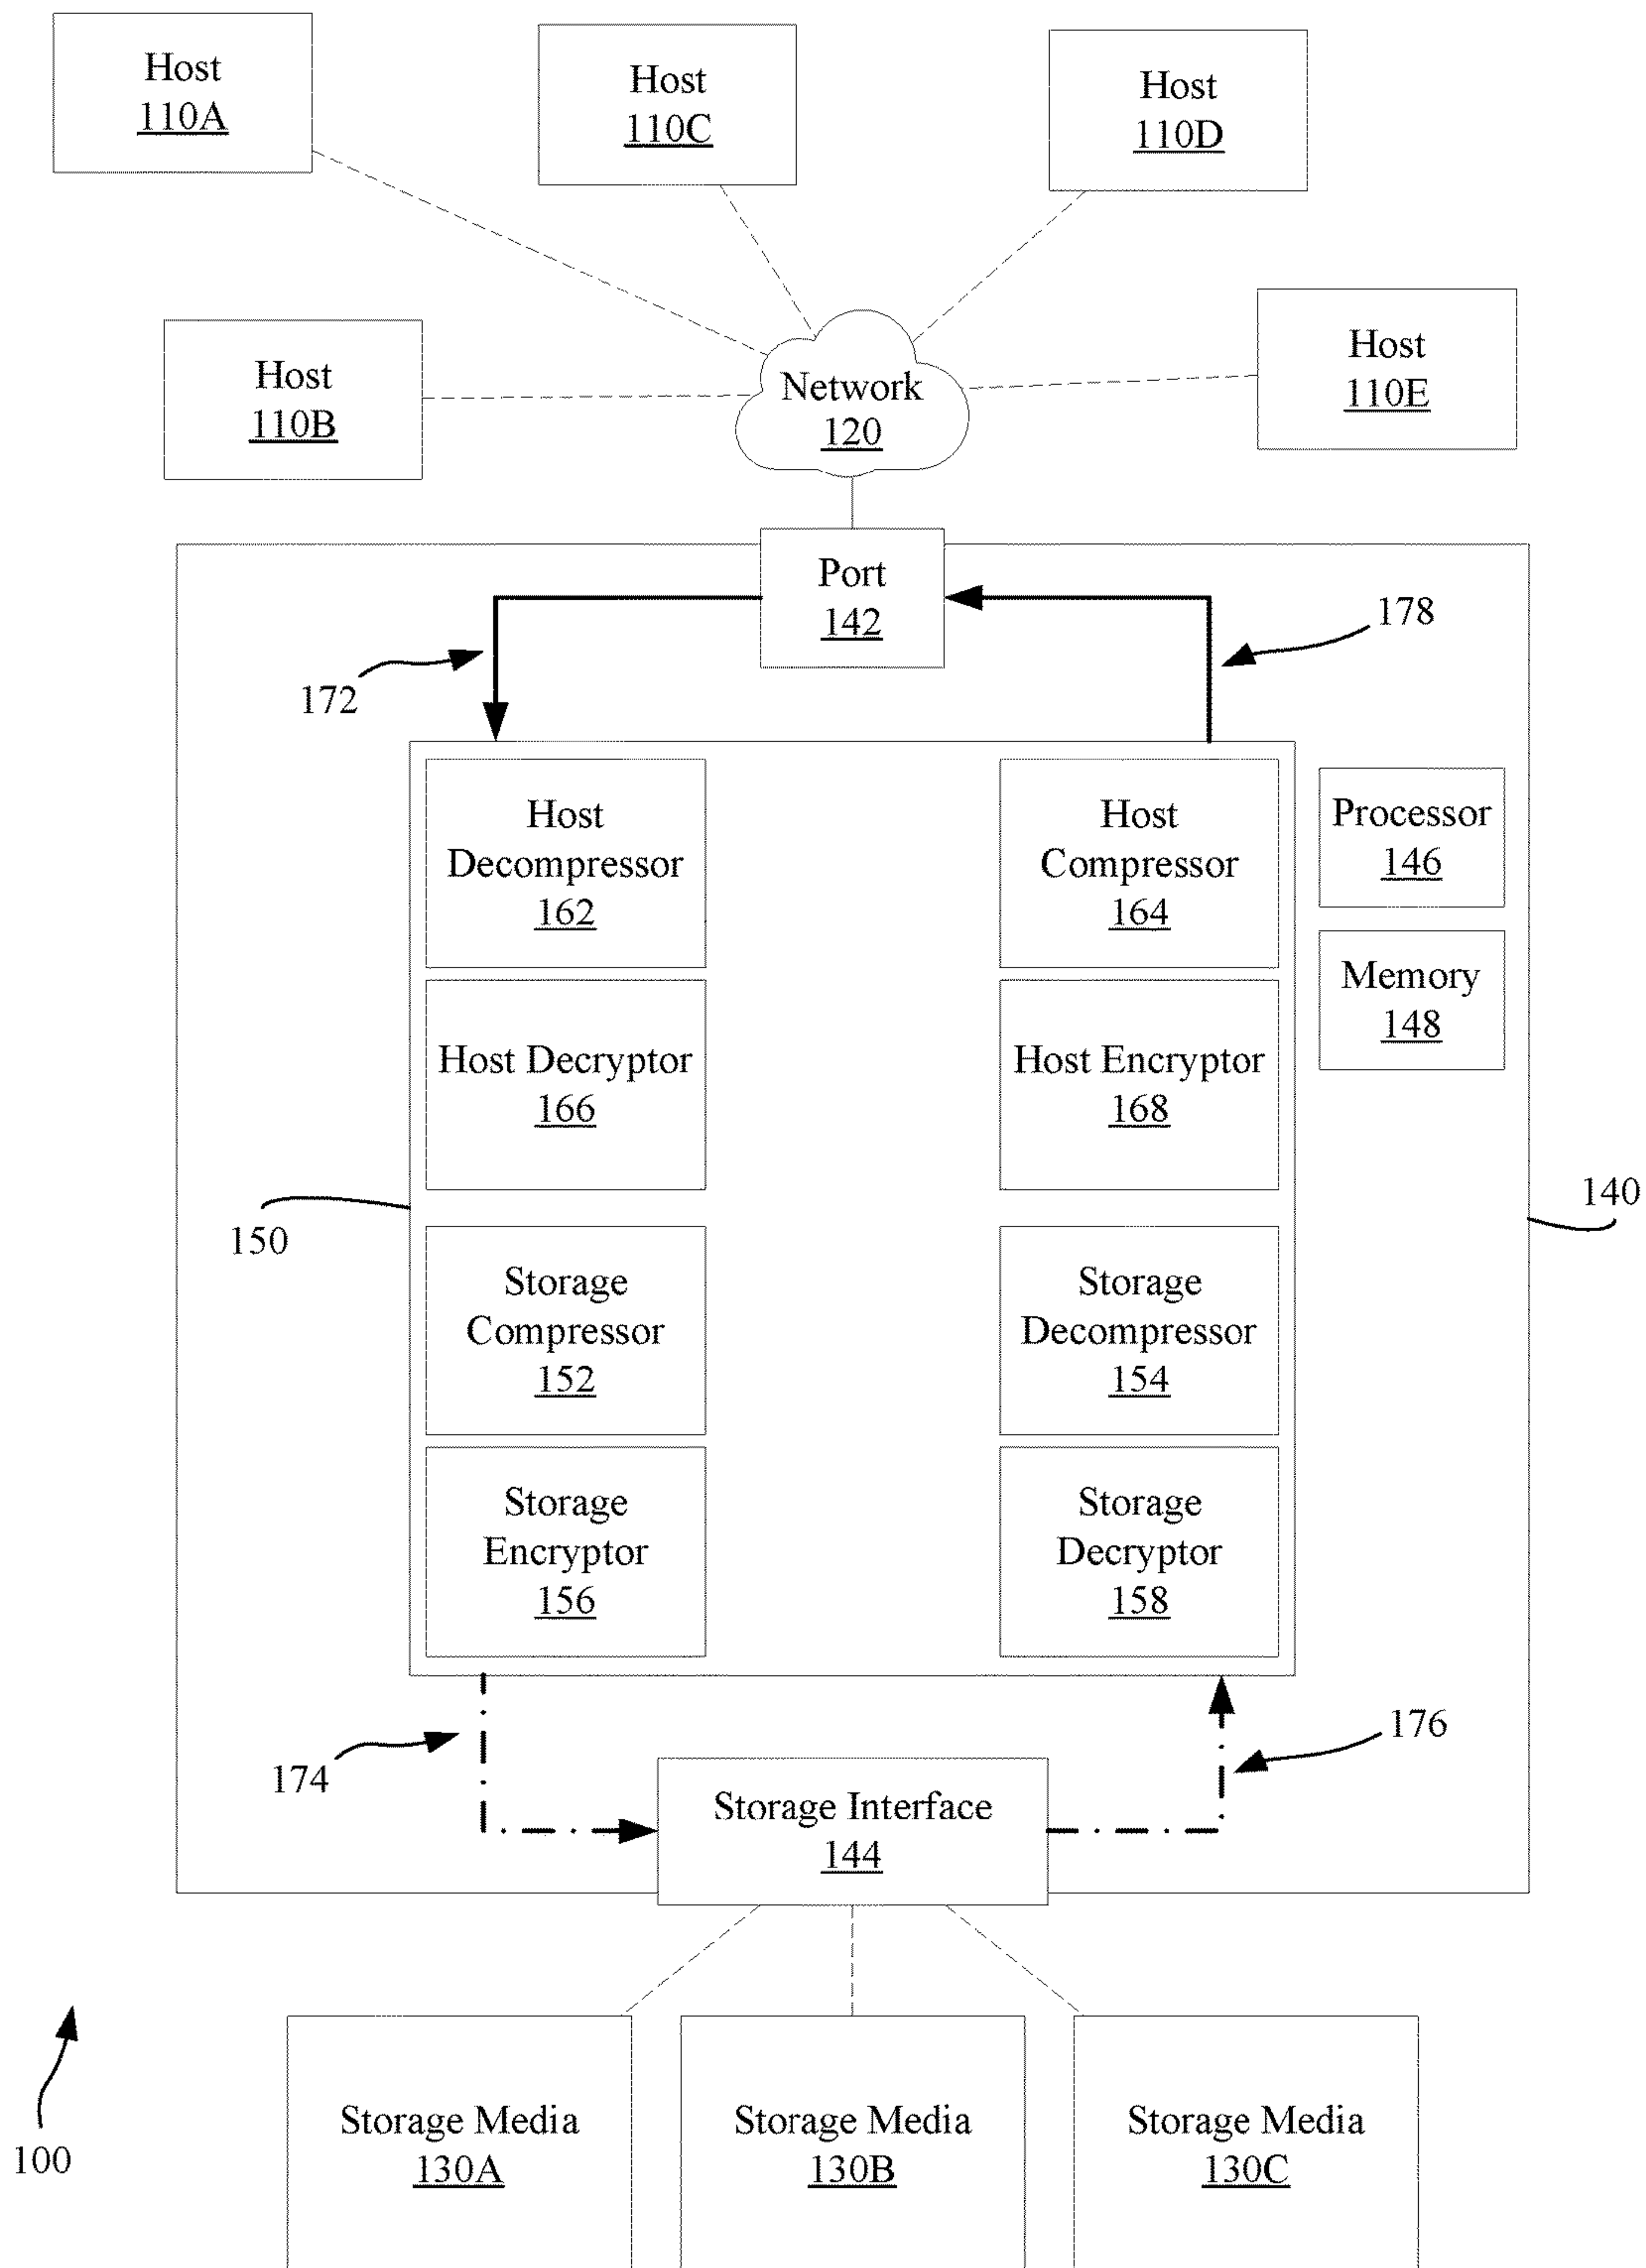 Host
110A
Host
110C
Host
110D
Host
110B
Network
120
Host
110E
Port
142
172
178
Host
Decompressor
162
Host
Compressor
164
Processor
146
Host Decryptor
166
Host Encryptor
168
Memory
148
150
140
Storage
Compressor
152
Storage
Decompressor
154
Storage
Encryptor
156
Storage
Decryptor
158
174
176
Storage Interface
144
100
Storage Media
130A
Storage Media
130B
Storage Media
130C